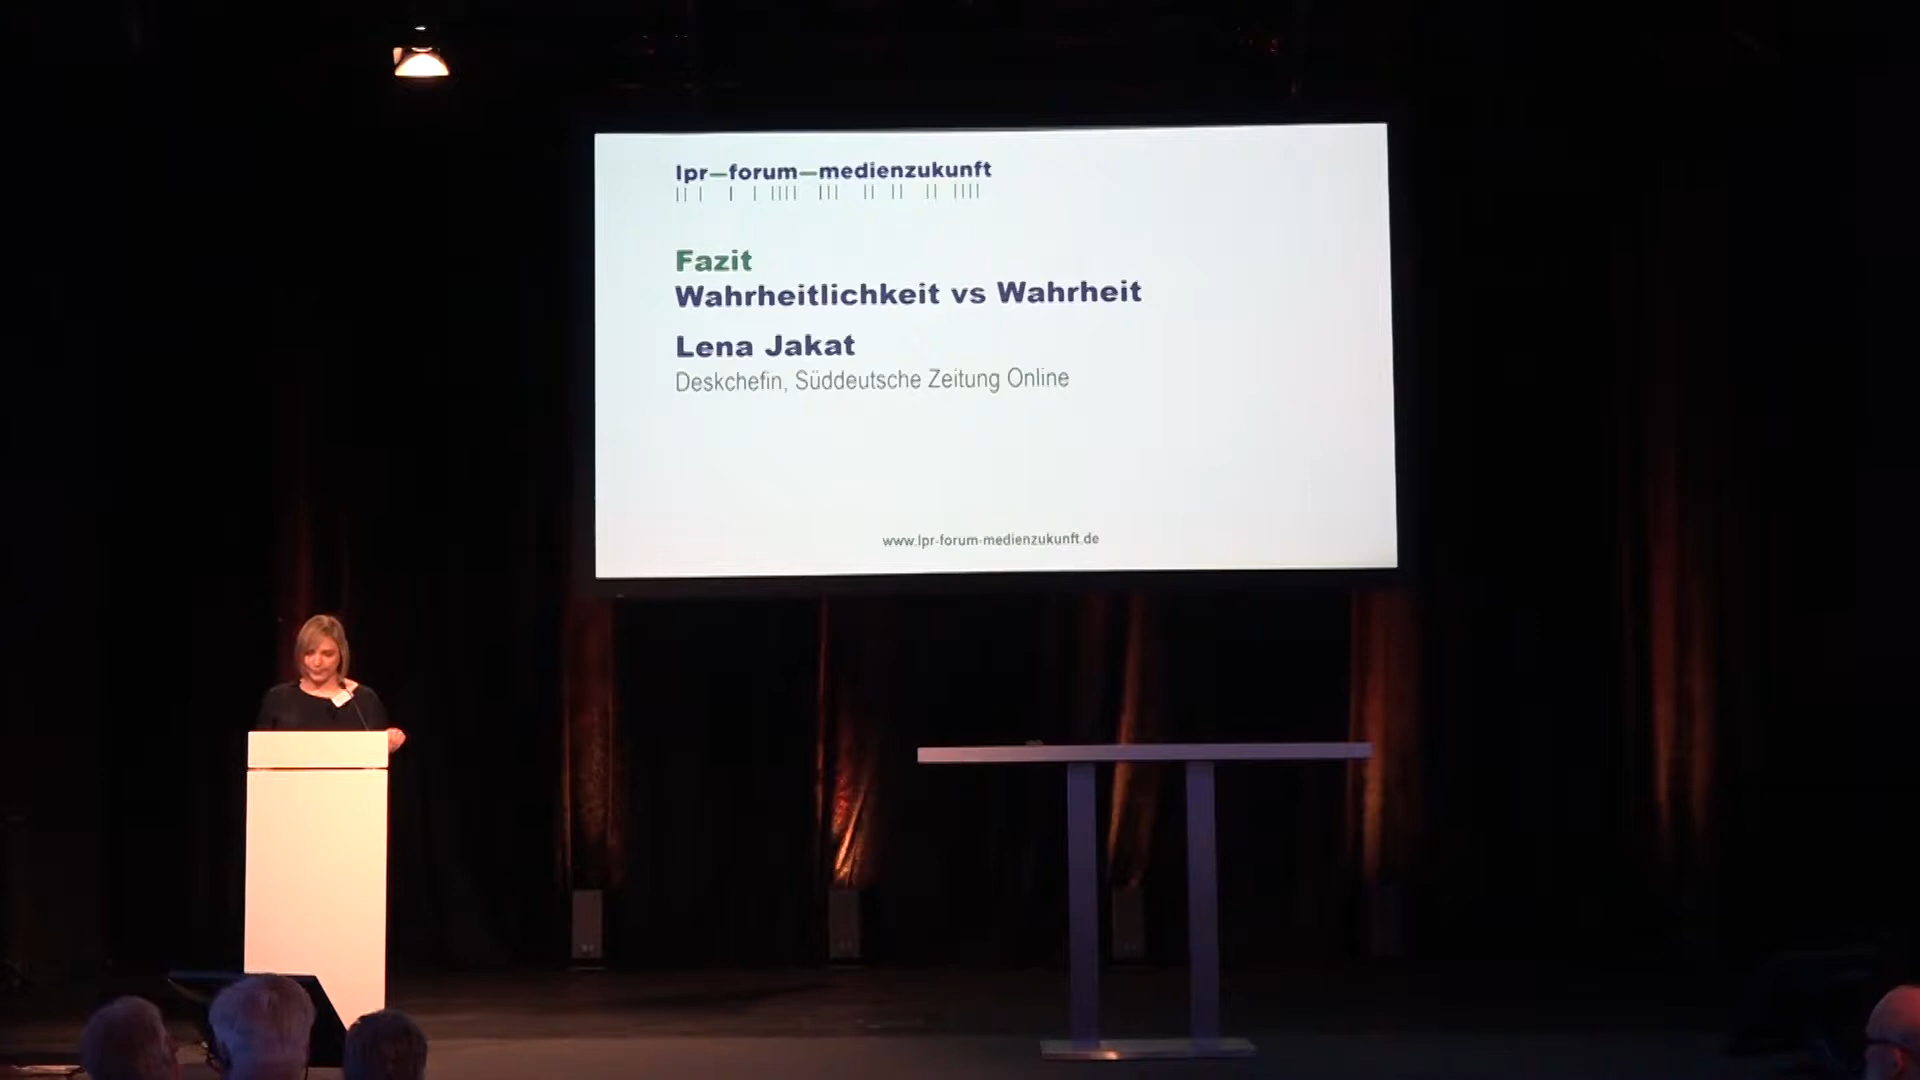 lpr–forum–medienzukunft
Fazit
Wahrheitlichkeit vs Wahrheit
Lena Jakat
Deskchefin, Süddeutsche Zeitung Online
www.lpr-forum-medienzukunft.de